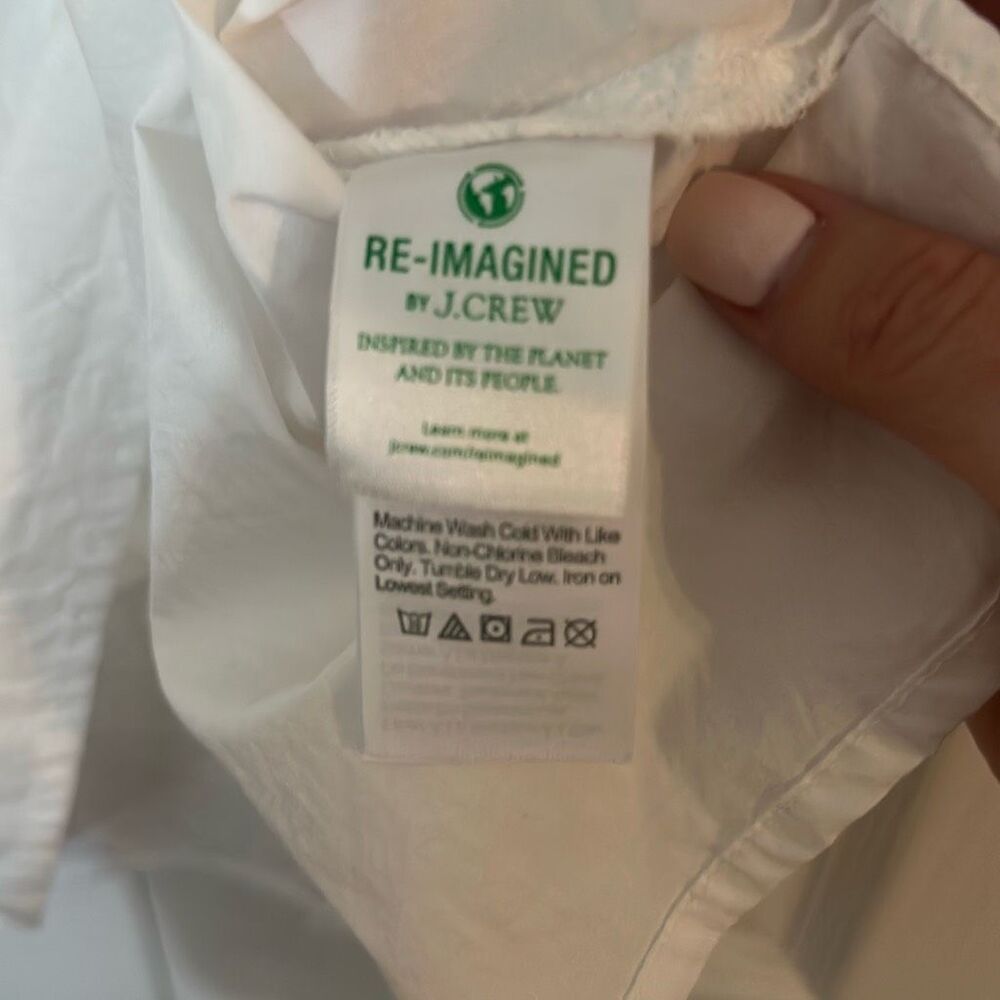 RE-IMAGINED
BY J.CREW
INSPIRED BY THE PLANET
AND ITS PEOPLE.
Learn more at
jcrew.com/reimagined
Machine Wash Cold With Like
Colors. Non-Chlorine Bleach
Only. Tumble Dry Low. Iron on
Lowest Setting.